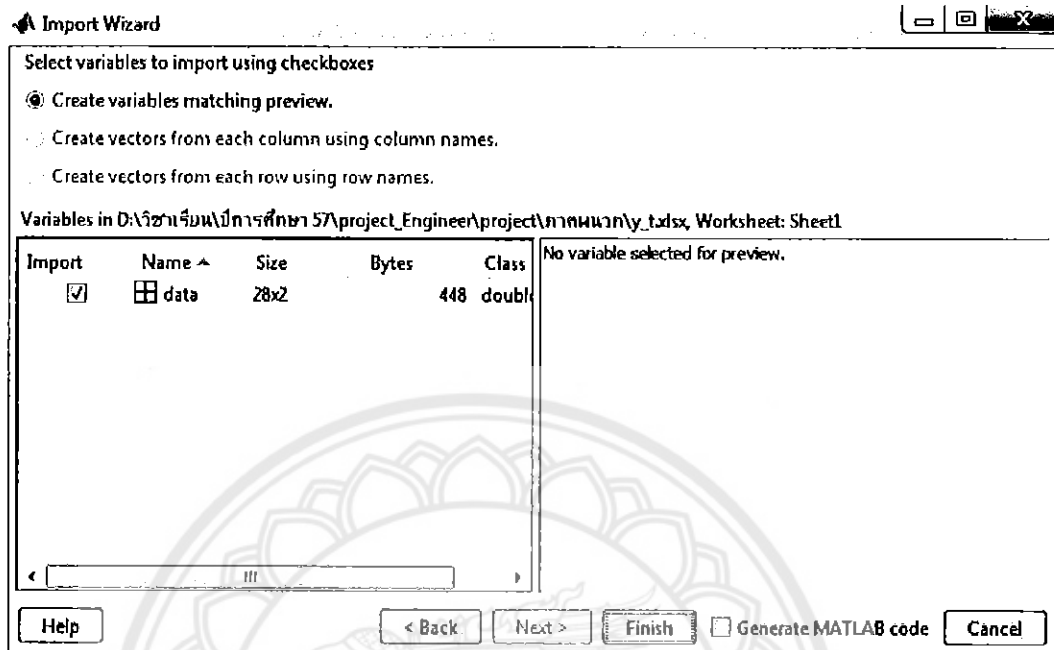 Import Wizard
Select variables to import using checkboxes
Create variables matching preview.
Create vectors from each column using column names.
Create vectors from each row using row names.
Variables in D:\วิชาเรียน\ปีการศึกษา 57\project_Engineer\project\ภาคผนวก\y_t.xlsx, Worksheet: Sheet1
Import Name Size Bytes Class
data 28x2 448 double
No variable selected for preview.
Help < Back Next > Finish Generate MATLAB code Cancel